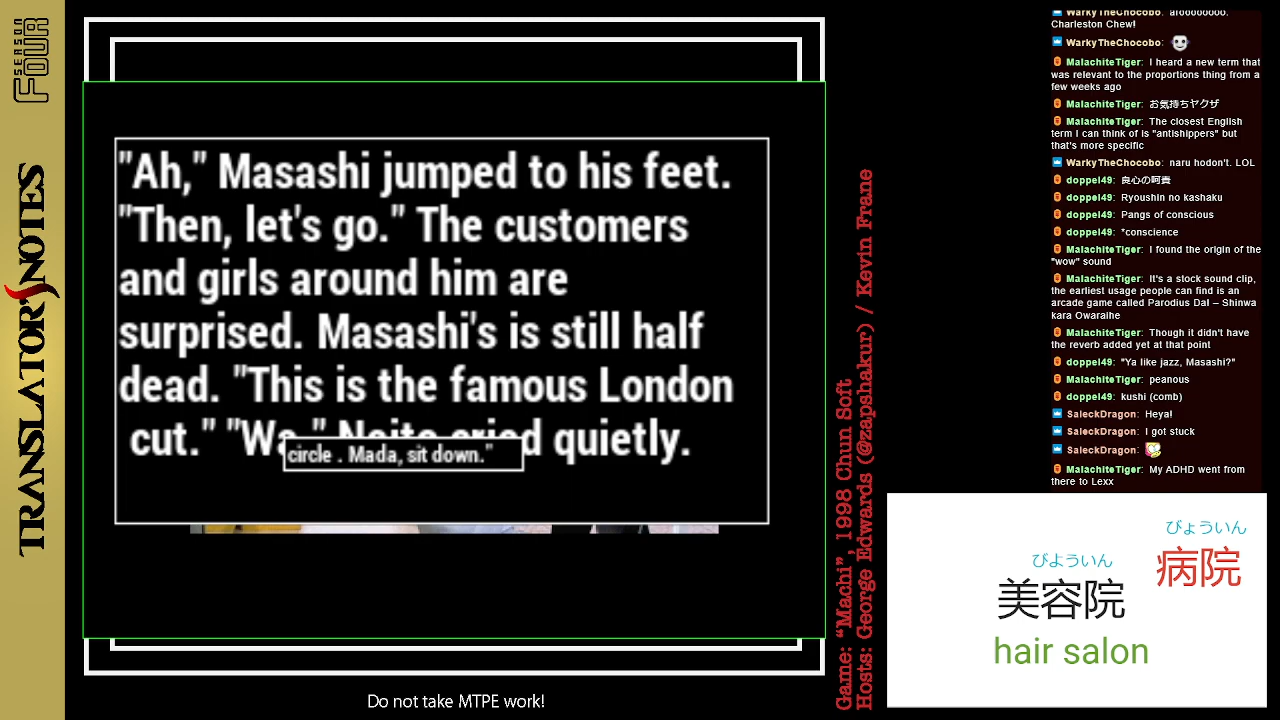 SEASON
FOUR
TRANSLATOR'S NOTES
"Ah," Masashi jumped to his feet.
"Then, let's go." The customers
and girls around him are
surprised. Masashi's is still half
dead. "This is the famous London
cut." "Wa," Naito cried quietly.
circle . Mada, sit down."
Do not take MTPE work!
Game: "Machi", 1998 Chun Soft
Hosts: George Edwards (@zapshakur) / Kevin Frane
WarkyTheChocobo: afooooooo.
Charleston Chew!
WarkyTheChocobo:
MalachiteTiger: I heard a new term that
was relevant to the proportions thing from a
few weeks ago
MalachiteTiger: お気持ちヤクザ
MalachiteTiger: The closest English
term I can think of is "antishippers" but
that's more specific
WarkyTheChocobo: naru hodon't. LOL
doppel49: 良心の呵責
doppel49: Ryoushin no kashaku
doppel49: pangs of conscious
doppel49: *conscience
MalachiteTiger: I found the origin of the
"wow" sound
MalachiteTiger: It's a stock sound clip,
the earliest usage people can find is an
arcade game called Parodius Da! – Shinwa
kara Owaraihe
MalachiteTiger: Though it didn't have
the reverb added yet at that point
doppel49: "Ya like jazz, Masashi?"
MalachiteTiger: peanous
doppel49: kushi (comb)
SaleckDragon: Heya!
SaleckDragon: I got stuck
SaleckDragon:
MalachiteTiger: My ADHD went from
there to Lexx
びょういん
病院
びよういん
美容院
hair salon